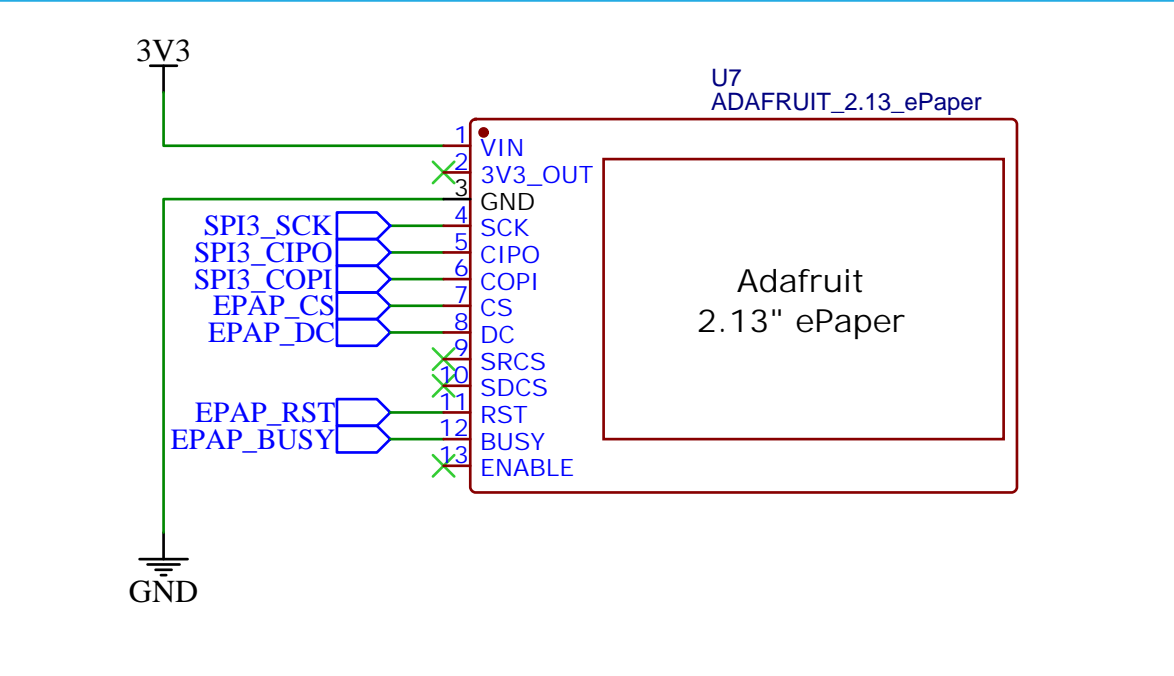 3V3
U7
ADAFRUIT_2.13_ePaper
1 VIN
2 3V3_OUT
3 GND
SPI3_SCK 4 SCK
SPI3_CIPO 5 CIPO
SPI3_COPI 6 COPI
EPAP_CS 7 CS
EPAP_DC 8 DC
9 SRCS
10 SDCS
EPAP_RST 11 RST
EPAP_BUSY 12 BUSY
13 ENABLE
Adafruit
2.13" ePaper
GND